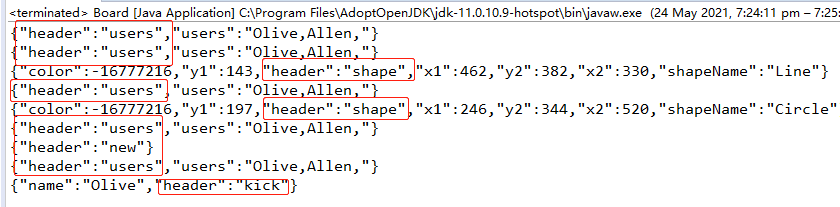 <terminated> Board [Java Application] C:\Program Files\AdoptOpenJDK\jdk-11.0.10.9-hotspot\bin\javaw.exe (24 May 2021, 7:24:11 pm – 7:25:
{"header":"users","users":"Olive,Allen,"}
{"header":"users","users":"Olive,Allen,"}
{"color":-16777216,"y1":143,"header":"shape","x1":462,"y2":382,"x2":330,"shapeName":"Line"}
{"header":"users","users":"Olive,Allen,"}
{"color":-16777216,"y1":197,"header":"shape","x1":246,"y2":344,"x2":520,"shapeName":"Circle"
{"header":"users","users":"Olive,Allen,"}
{"header":"new"}
{"header":"users","users":"Olive,Allen,"}
{"name":"Olive","header":"kick"}